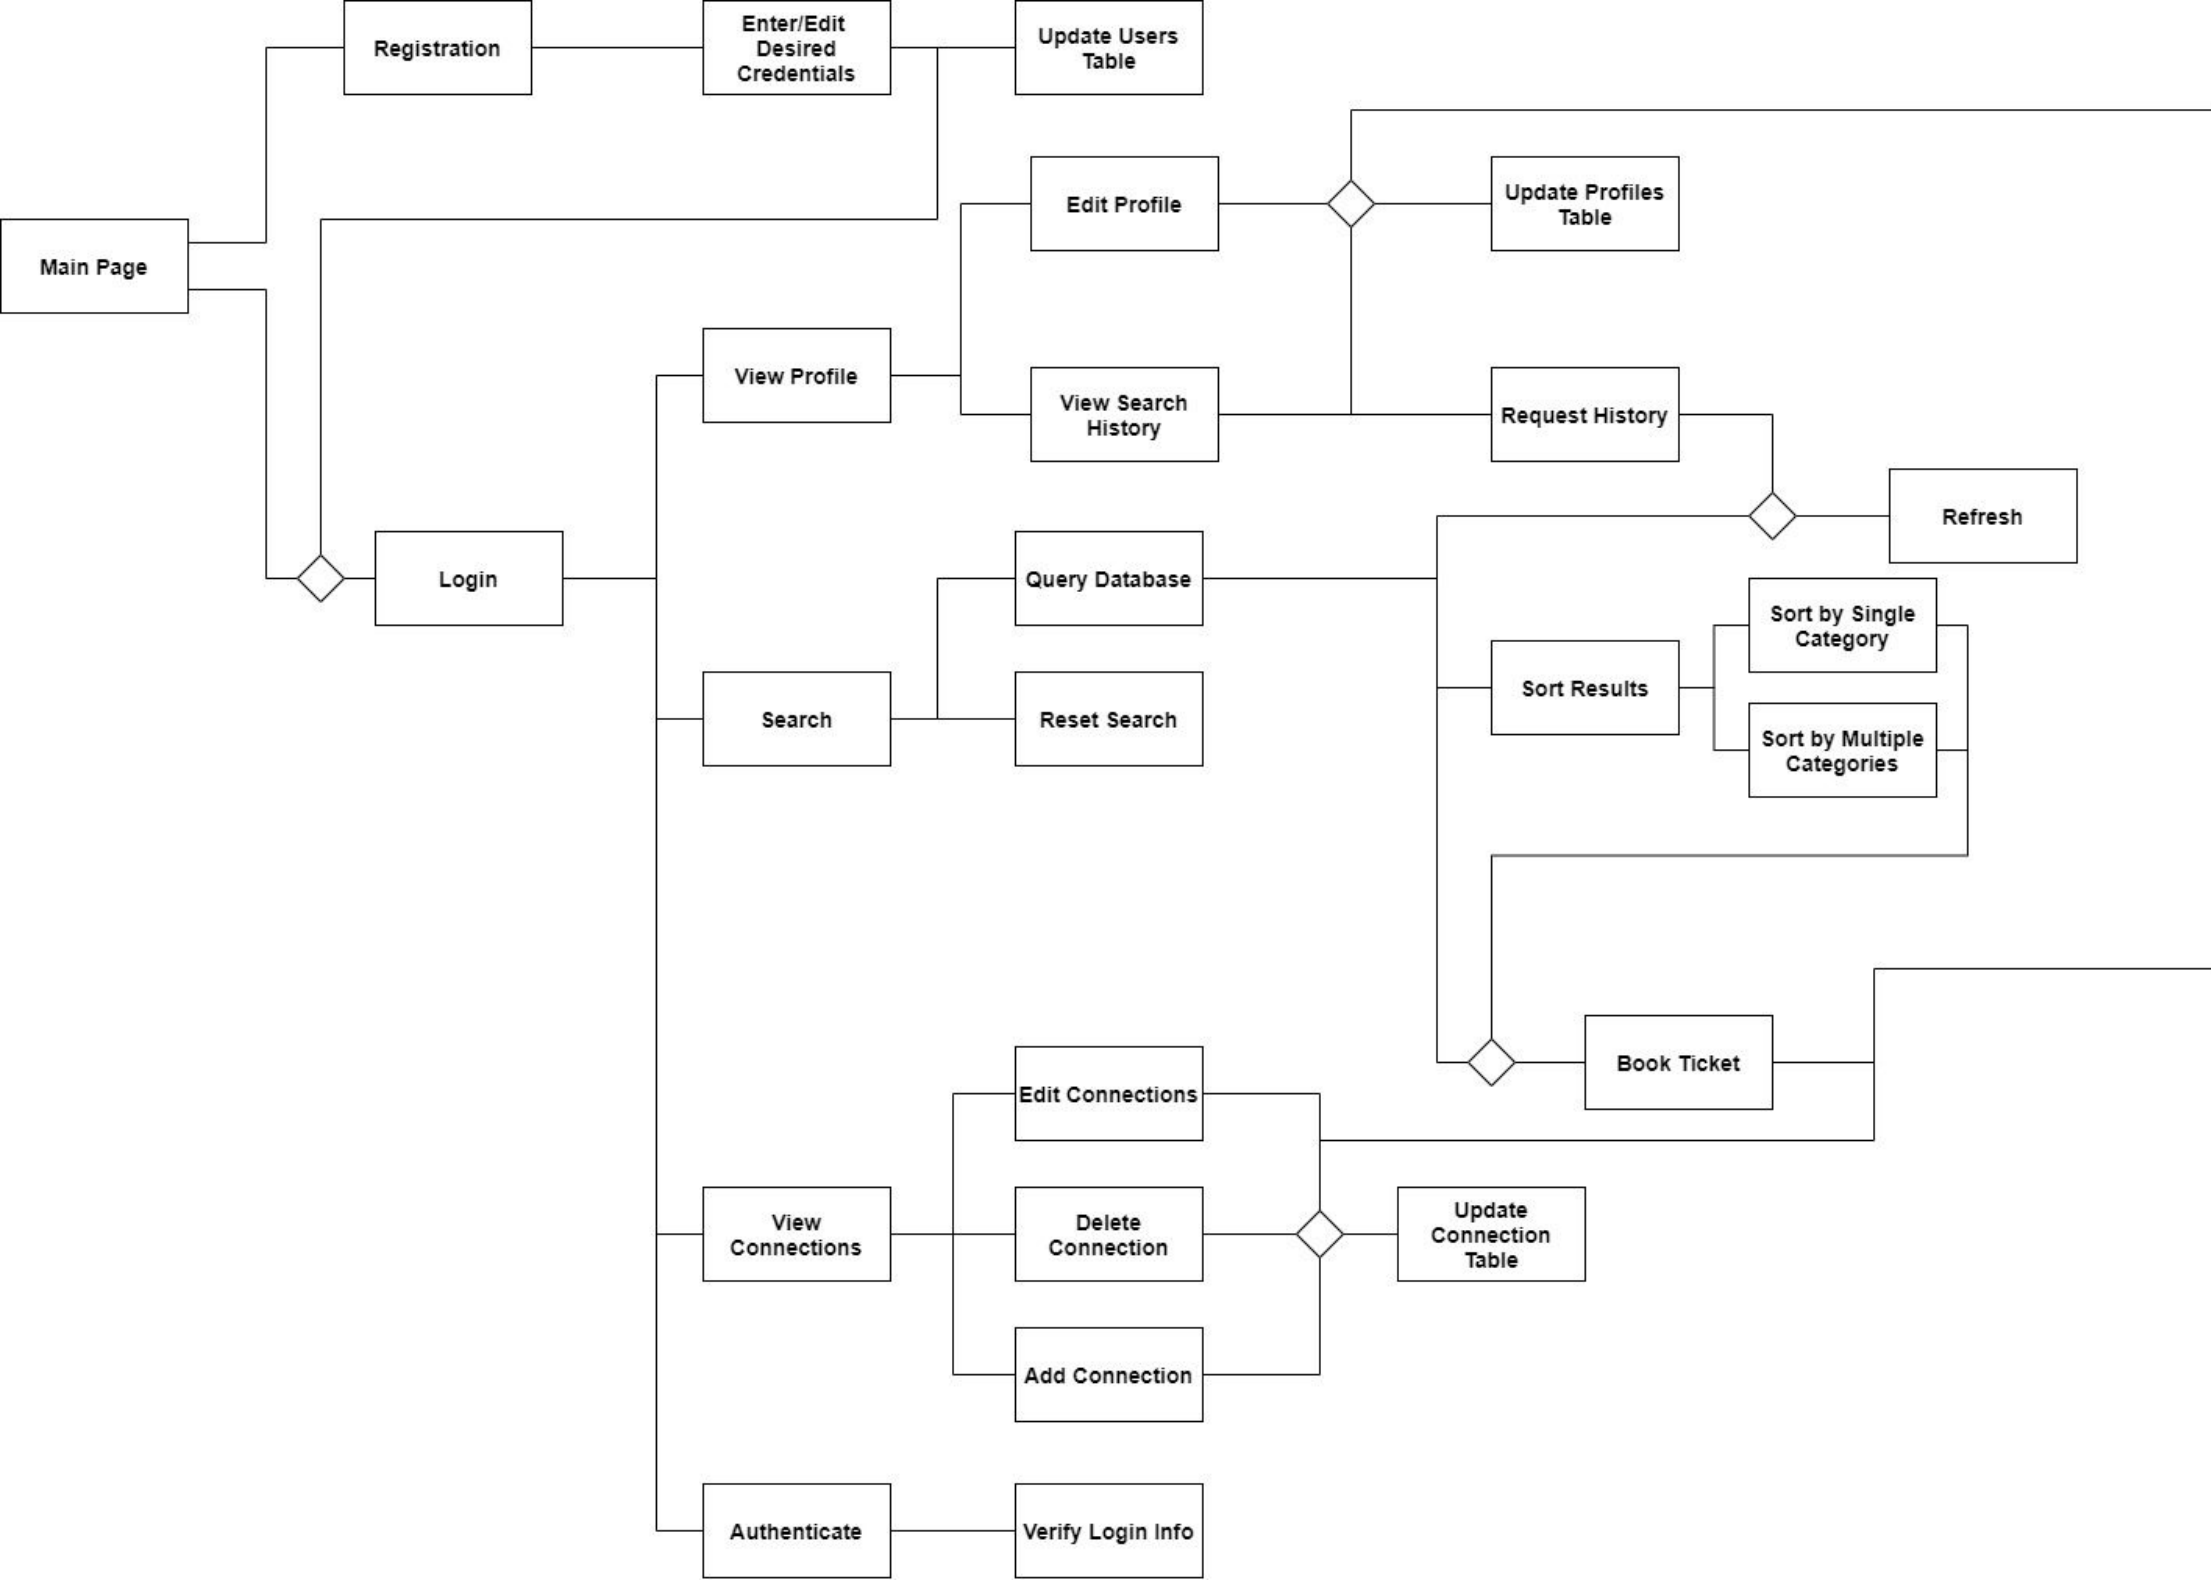 Registration
Enter/Edit
Desired
Credentials
Update Users
Table
Edit Profile
Update Profiles
Table
Main Page
View Profile
View Search
History
Request History
Refresh
Login
Query Database
Sort by Single
Category
Sort Results
Search
Reset Search
Sort by Multiple
Categories
Book Ticket
Edit Connections
View
Connections
Delete
Connection
Update
Connection
Table
Add Connection
Authenticate
Verify Login Info